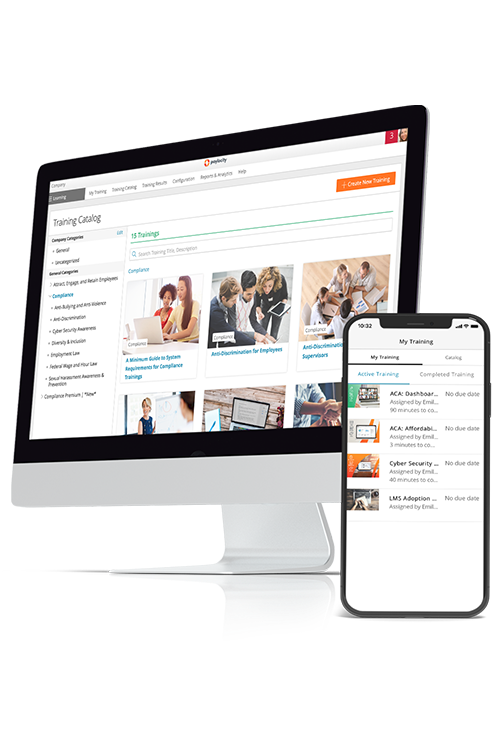 paylocity
3
Company
Learning
My Training
Training Catalog
Training Results
Configuration
Reports & Analytics
Help
+ Create New Training
Training Catalog
Company Categories
Edit
General
Uncategorized
General Categories
Attract, Engage, and Retain Employees
Compliance
Anti-Bullying and Anti-Violence
Anti-Discrimination
Cyber Security Awareness
Diversity & Inclusion
Employment Law
Federal Wage and Hour Law
Sexual Harassment Awareness &
Prevention
Compliance Premium | *New*
15 Trainings
Search Training Title, Description
Compliance
Compliance
A Minimum Guide to System
Requirements for Compliance
Trainings
Compliance
Anti-Discrimination for Employees
Compliance
Anti-Discrimination
Supervisors
10:32
My Training
My Training
Catalog
Active Training
Completed Training
ACA: Dashboar...
No due date
Assigned by Emil...
90 minutes to co...
ACA: Affordabi...
No due date
Assigned by Emil...
3 minutes to co...
Cyber Security ...
No due date
Assigned by Emil...
40 minutes to co...
LMS Adoption ...
No due date
Assigned by Emil...